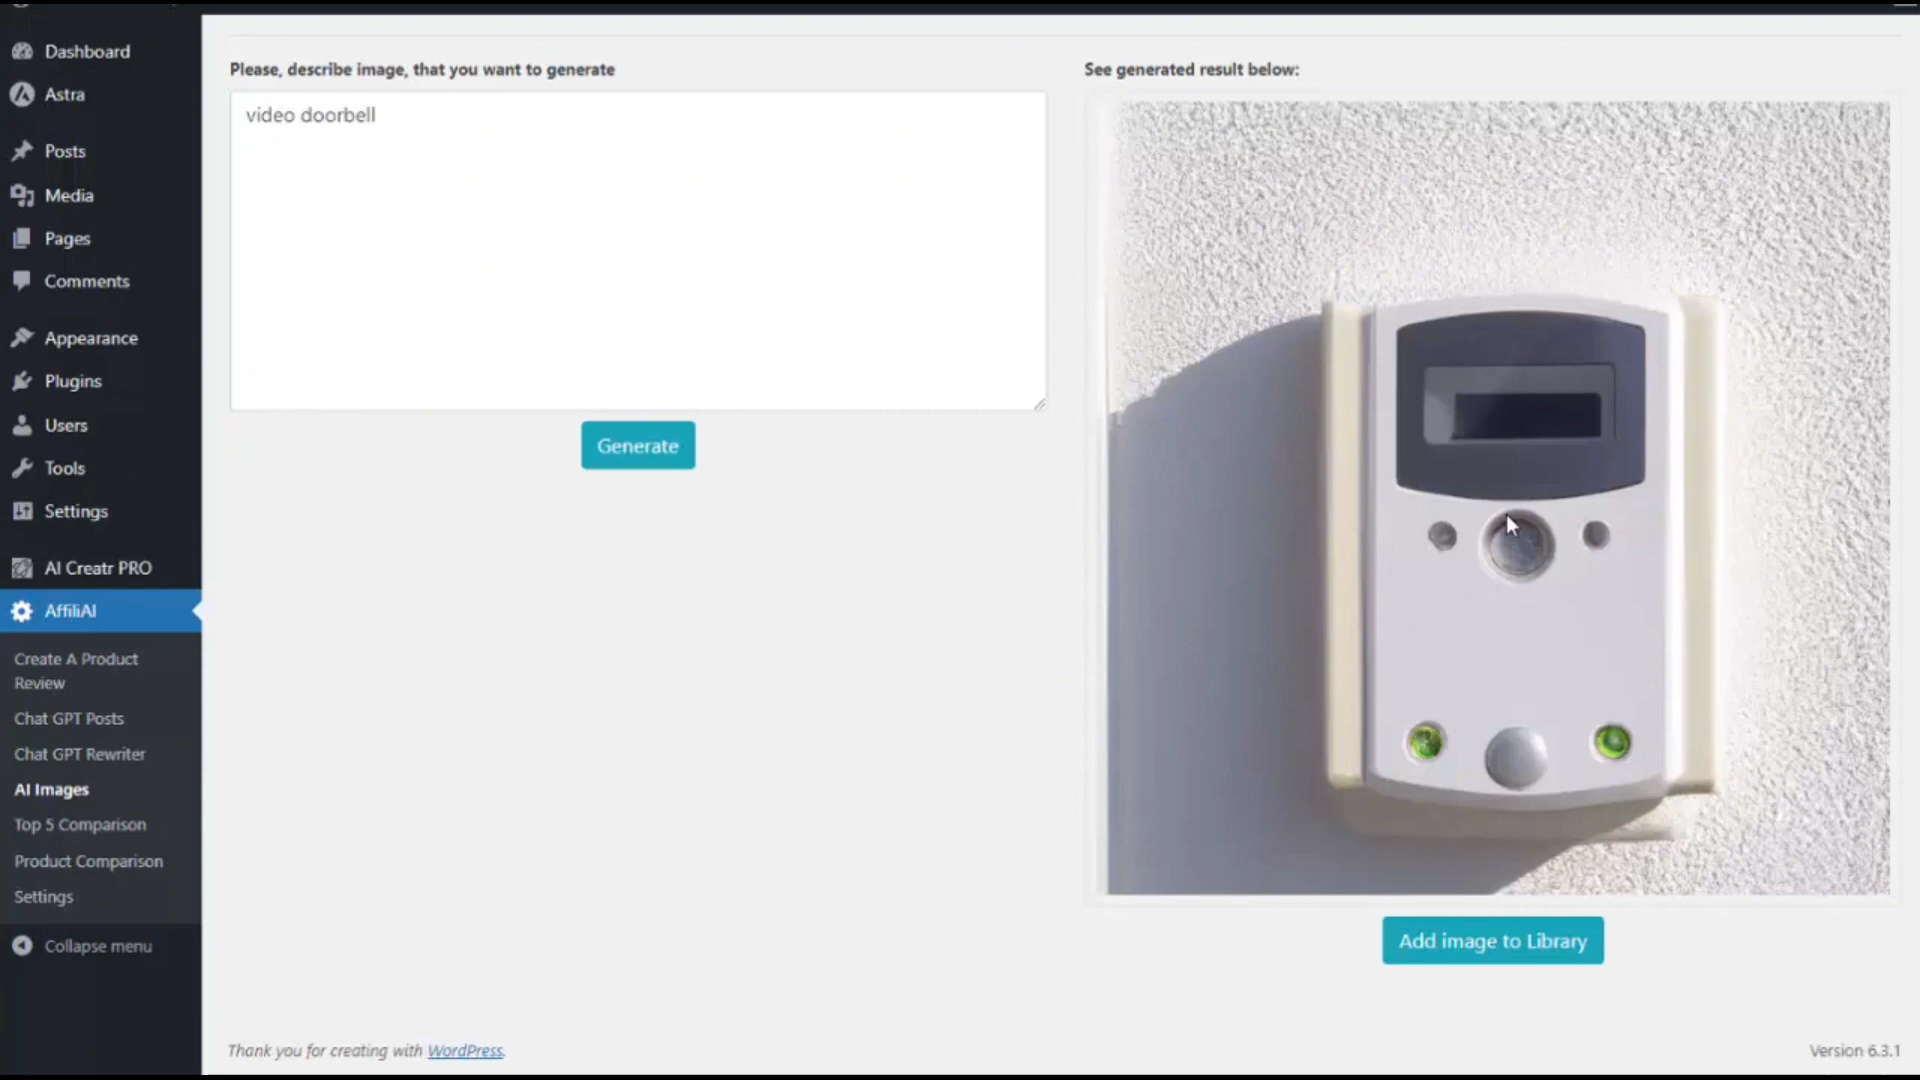 Dashboard
Astra
Posts
Media
Pages
Comments
Appearance
Plugins
Users
Tools
Settings
AI Creatr PRO
AffiliAI
Create A Product
Review
Chat GPT Posts
Chat GPT Rewriter
AI Images
Top 5 Comparison
Product Comparison
Settings
Collapse menu
Please, describe image, that you want to generate
video doorbell
Generate
See generated result below:
Add image to Library
Thank you for creating with WordPress.
Version 6.3.1